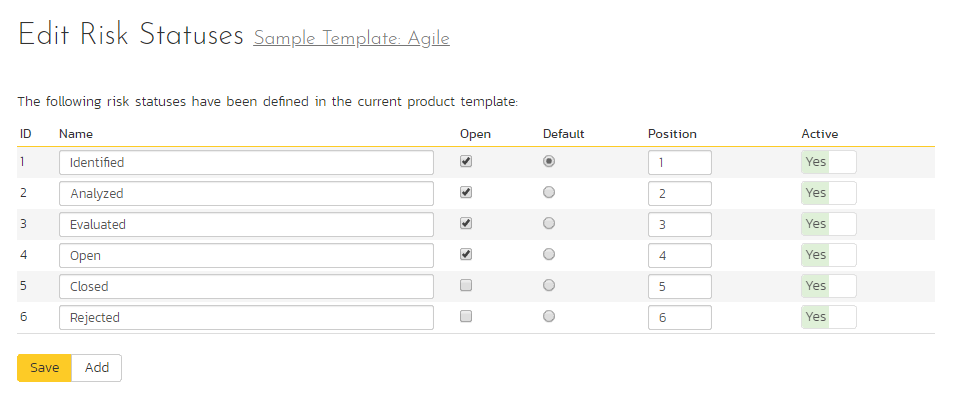 Edit Risk Statuses Sample Template: Agile
The following risk statuses have been defined in the current product template:
ID Name Open Default Position Active
1 Identified 1 Yes
2 Analyzed 2 Yes
3 Evaluated 3 Yes
4 Open 4 Yes
5 Closed 5 Yes
6 Rejected 6 Yes
Save Add